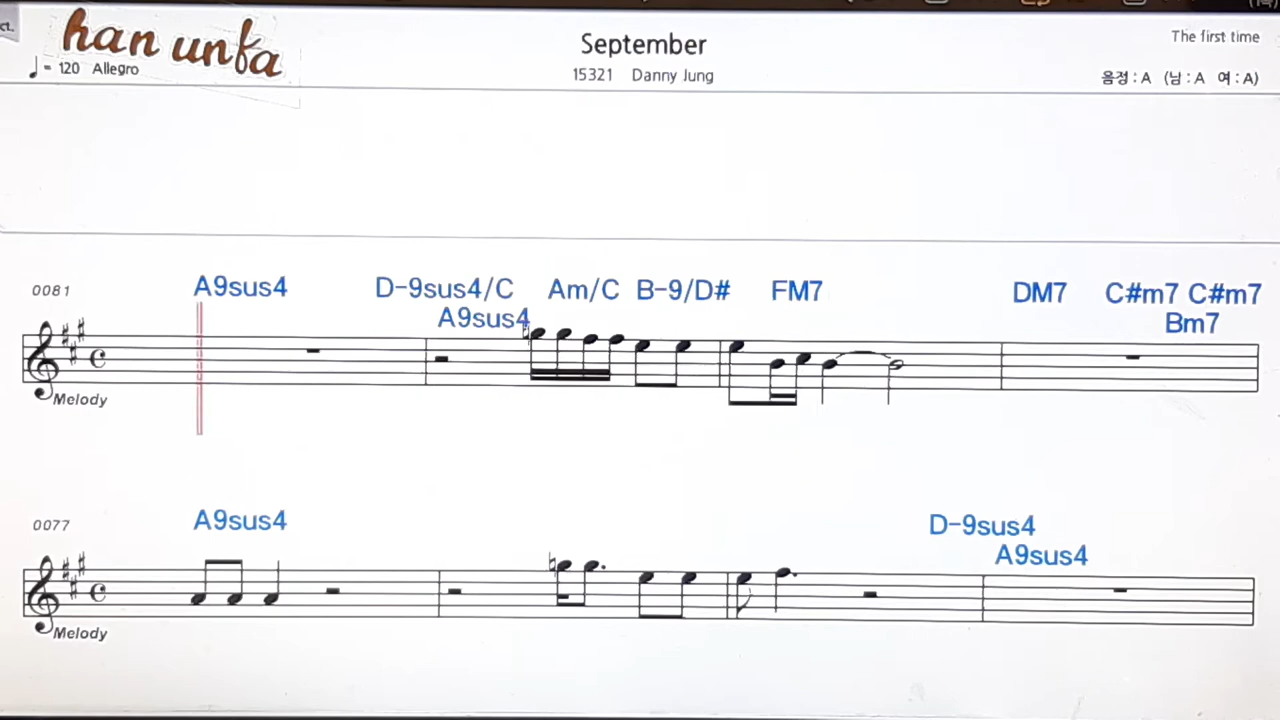 ct.
han unfa
September
The first time
♩= 120 Allegro
15321 Danny Jung
음정 : A (남 : A 여 : A)
0081
A9sus4 D-9sus4/C Am/C B-9/D# FM7 DM7 C#m7 C#m7
A9sus4 Bm7
Melody
0077
A9sus4 D-9sus4
A9sus4
Melody